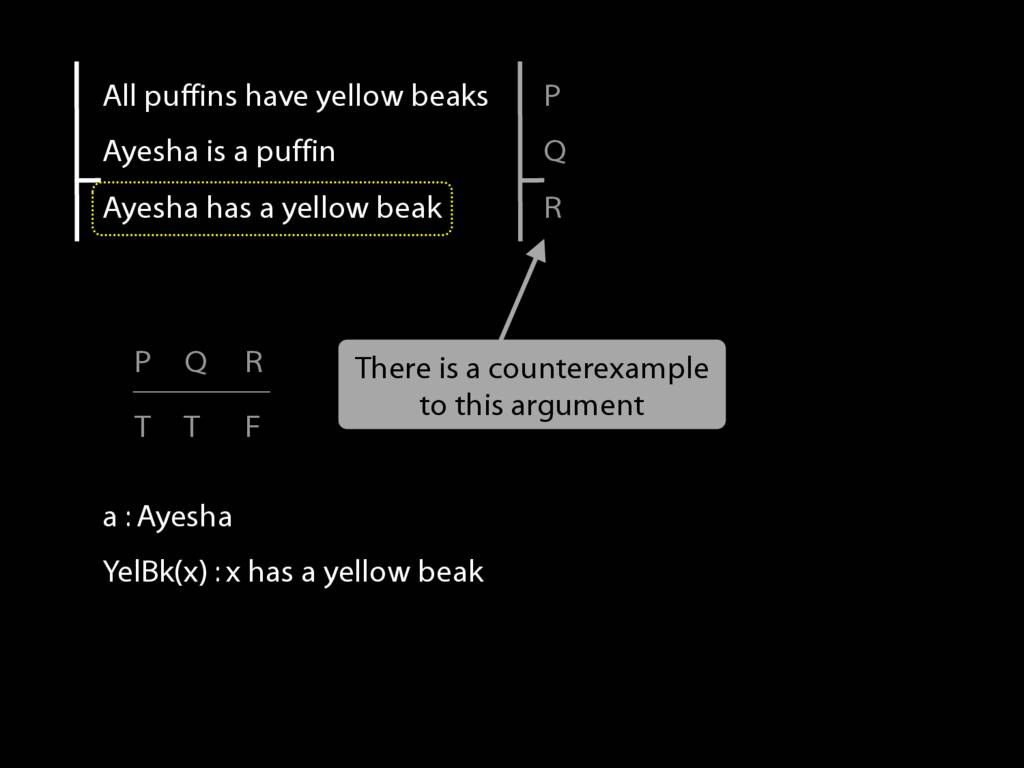 All puffins have yellow beaks P
Ayesha is a puffin Q
Ayesha has a yellow beak R
P Q R
T T F
There is a counterexample
to this argument
a : Ayesha
YelBk(x) : x has a yellow beak